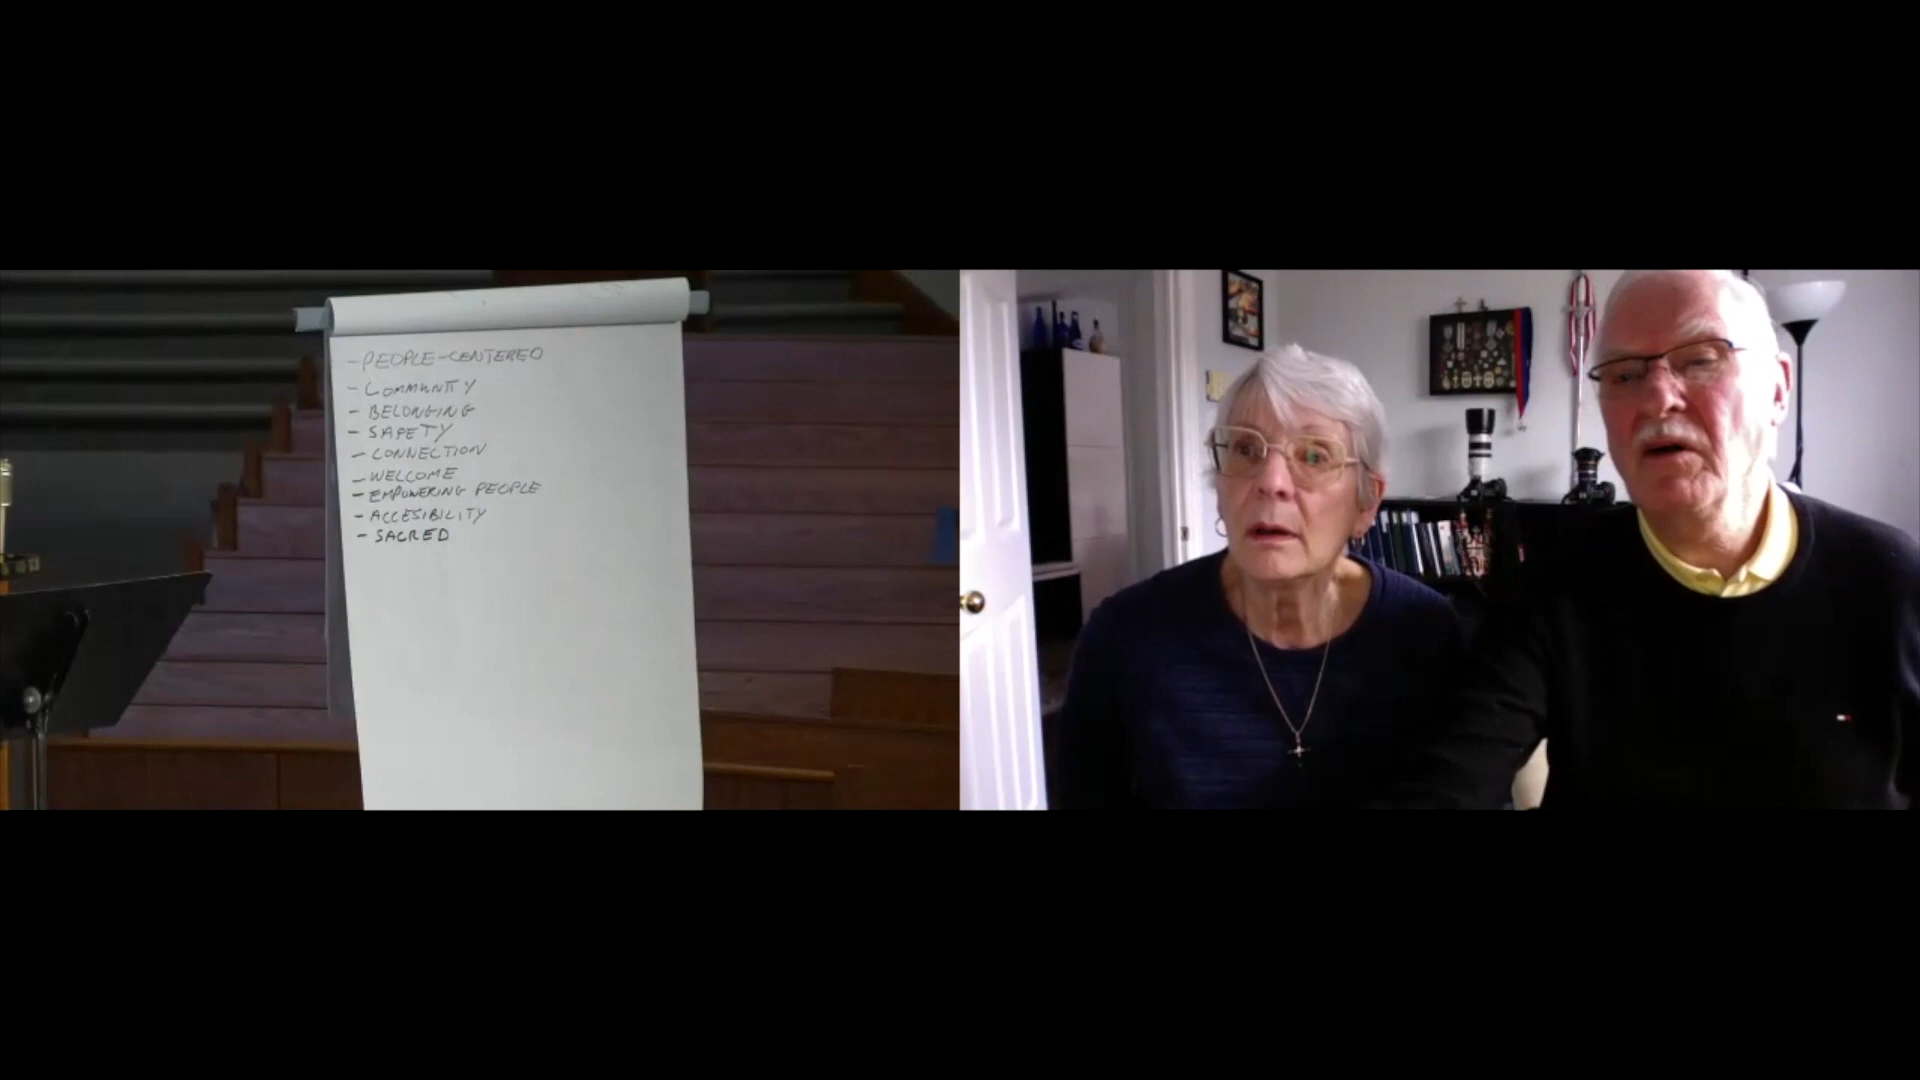 - PEOPLE-CENTERED
- COMMUNITY
- BELONGING
- SAFETY
- CONNECTION
- WELCOME
- EMPOWERING PEOPLE
- ACCESIBILITY
- SACRED